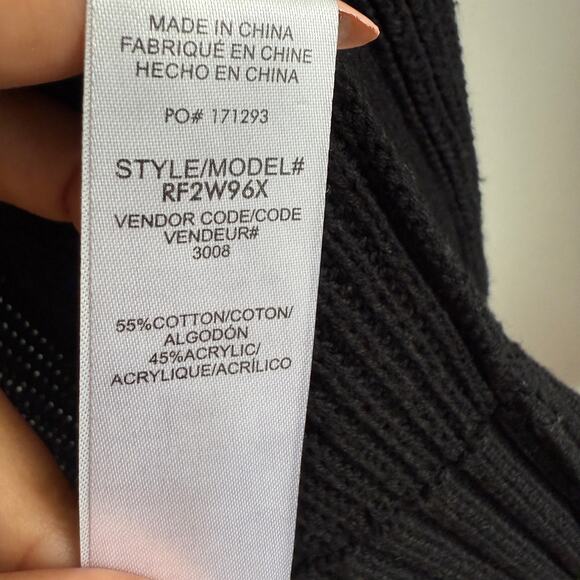 MADE IN CHINA
FABRIQUÉ EN CHINE
HECHO EN CHINA
PO# 171293
STYLE/MODEL#
RF2W96X
VENDOR CODE/CODE
VENDEUR#
3008
55%COTTON/COTON/
ALGODÓN
45%ACRYLIC/
ACRYLIQUE/ACRÍLICO